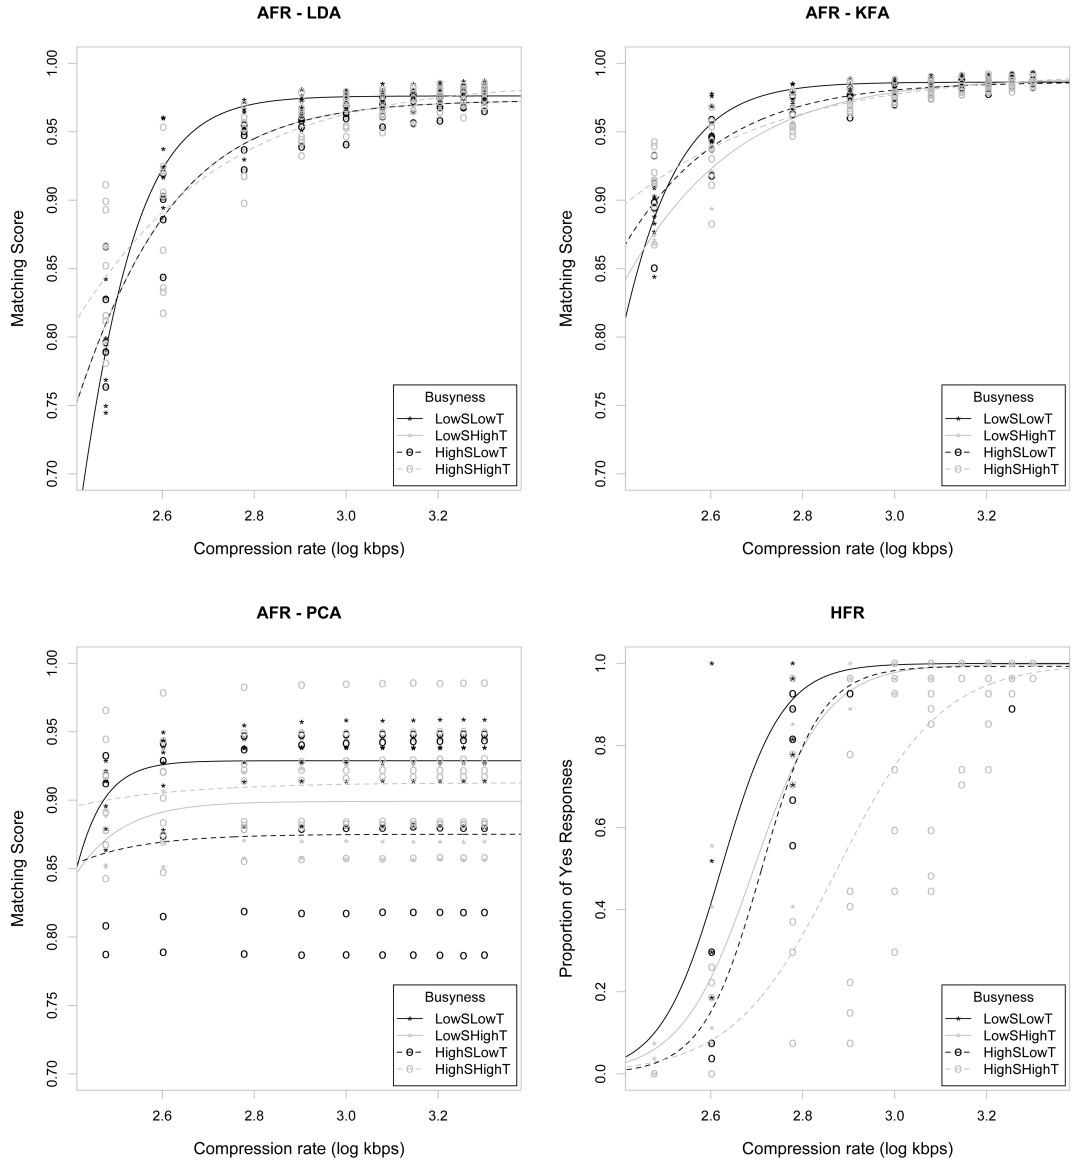 AFR - LDA
1.00
0.95
0.90
0.85
0.80
0.75
0.70
Matching Score
2.6 2.8 3.0 3.2
Compression rate (log kbps)
Busyness
LowSLowT
LowSHighT
HighSLowT
HighSHighT
AFR - KFA
1.00
0.95
0.90
0.85
0.80
0.75
0.70
Matching Score
2.6 2.8 3.0 3.2
Compression rate (log kbps)
Busyness
LowSLowT
LowSHighT
HighSLowT
HighSHighT
AFR - PCA
1.00
0.95
0.90
0.85
0.80
0.75
0.70
Matching Score
2.6 2.8 3.0 3.2
Compression rate (log kbps)
Busyness
LowSLowT
LowSHighT
HighSLowT
HighSHighT
HFR
1.0
0.8
0.6
0.4
0.2
0.0
Proportion of Yes Responses
2.6 2.8 3.0 3.2
Compression rate (log kbps)
Busyness
LowSLowT
LowSHighT
HighSLowT
HighSHighT